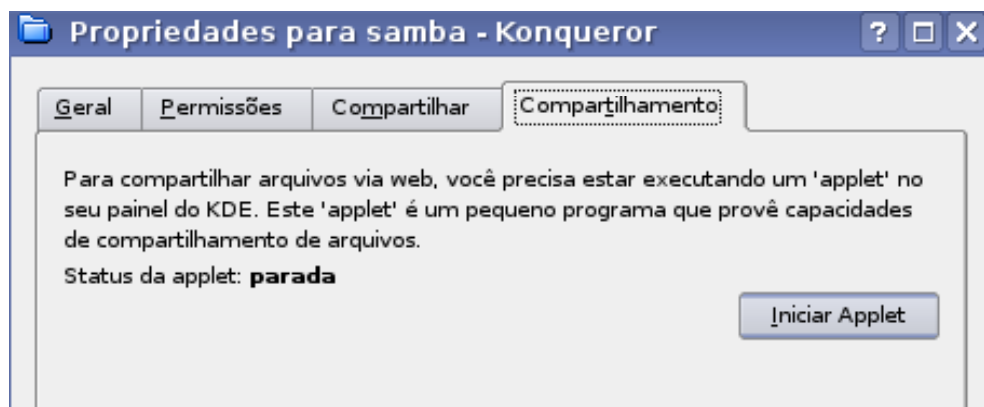 Propriedades para samba - Konqueror
Geral Permissões Compartilhar Compartilhamento
Para compartilhar arquivos via web, você precisa estar executando um 'applet' no
seu painel do KDE. Este 'applet' é um pequeno programa que provê capacidades
de compartilhamento de arquivos.
Status da applet: parada
Iniciar Applet